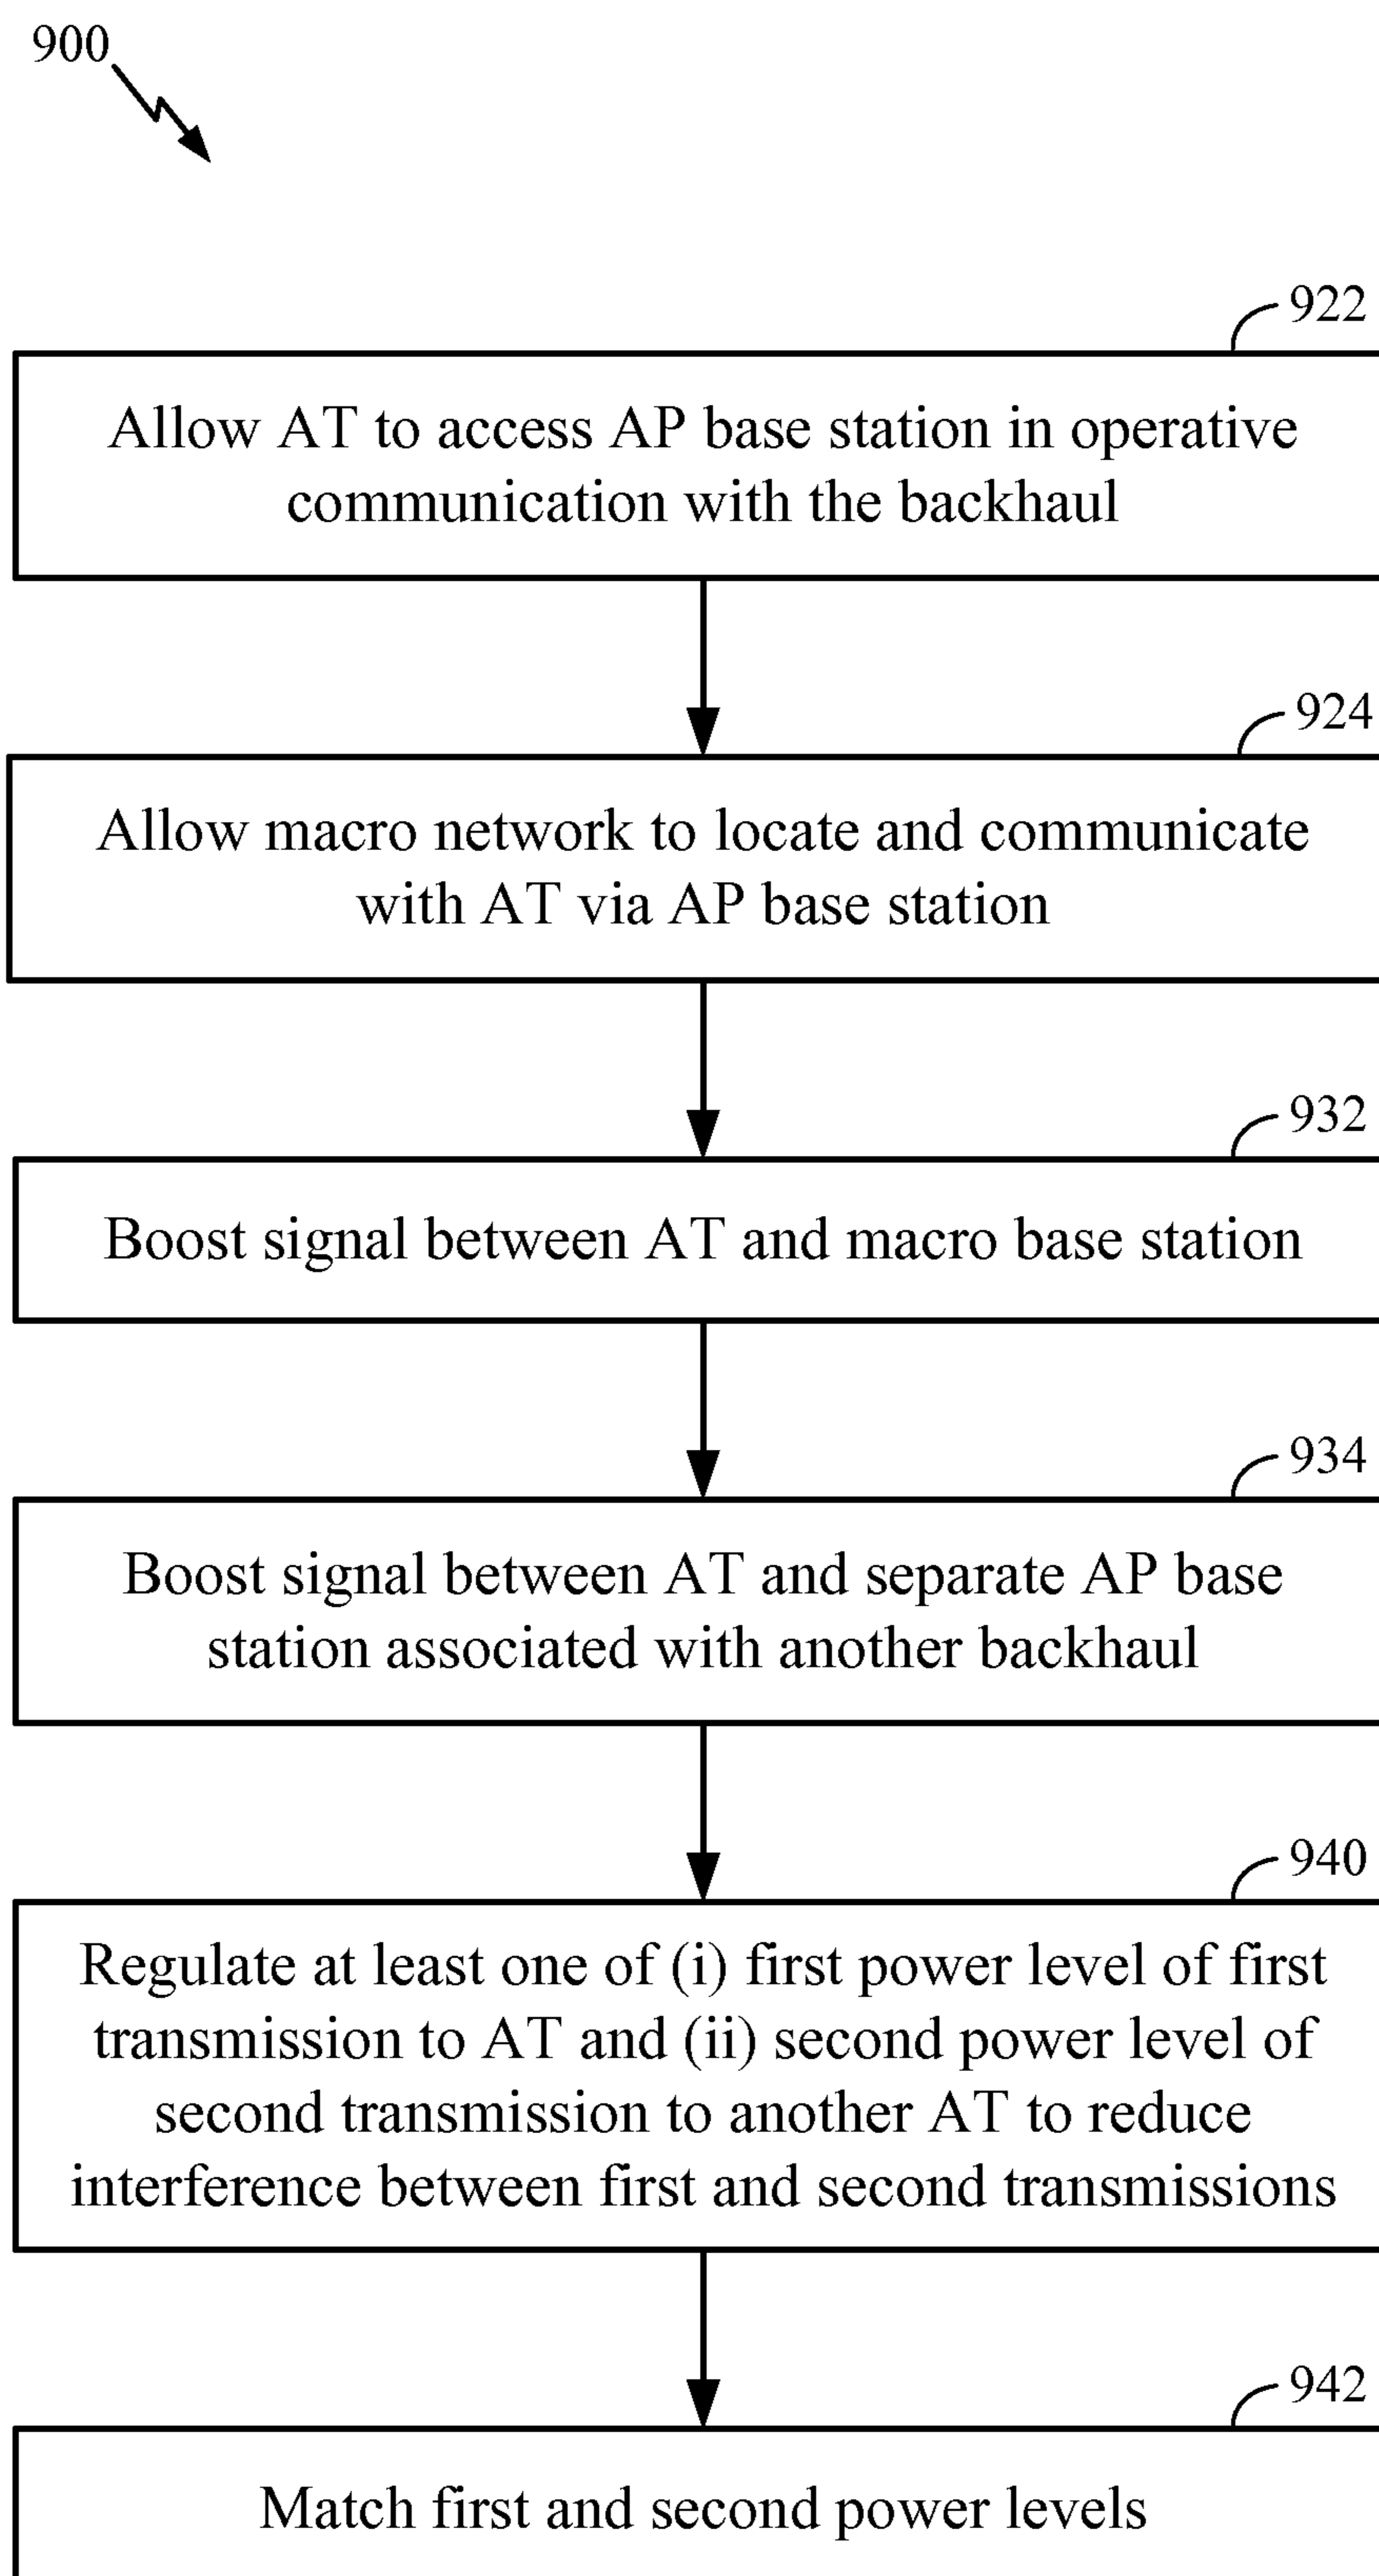 900
922
Allow AT to access AP base station in operative
communication with the backhaul
924
Allow macro network to locate and communicate
with AT via AP base station
932
Boost signal between AT and macro base station
934
Boost signal between AT and separate AP base
station associated with another backhaul
940
Regulate at least one of (i) first power level of first
transmission to AT and (ii) second power level of
second transmission to another AT to reduce
interference between first and second transmissions
942
Match first and second power levels